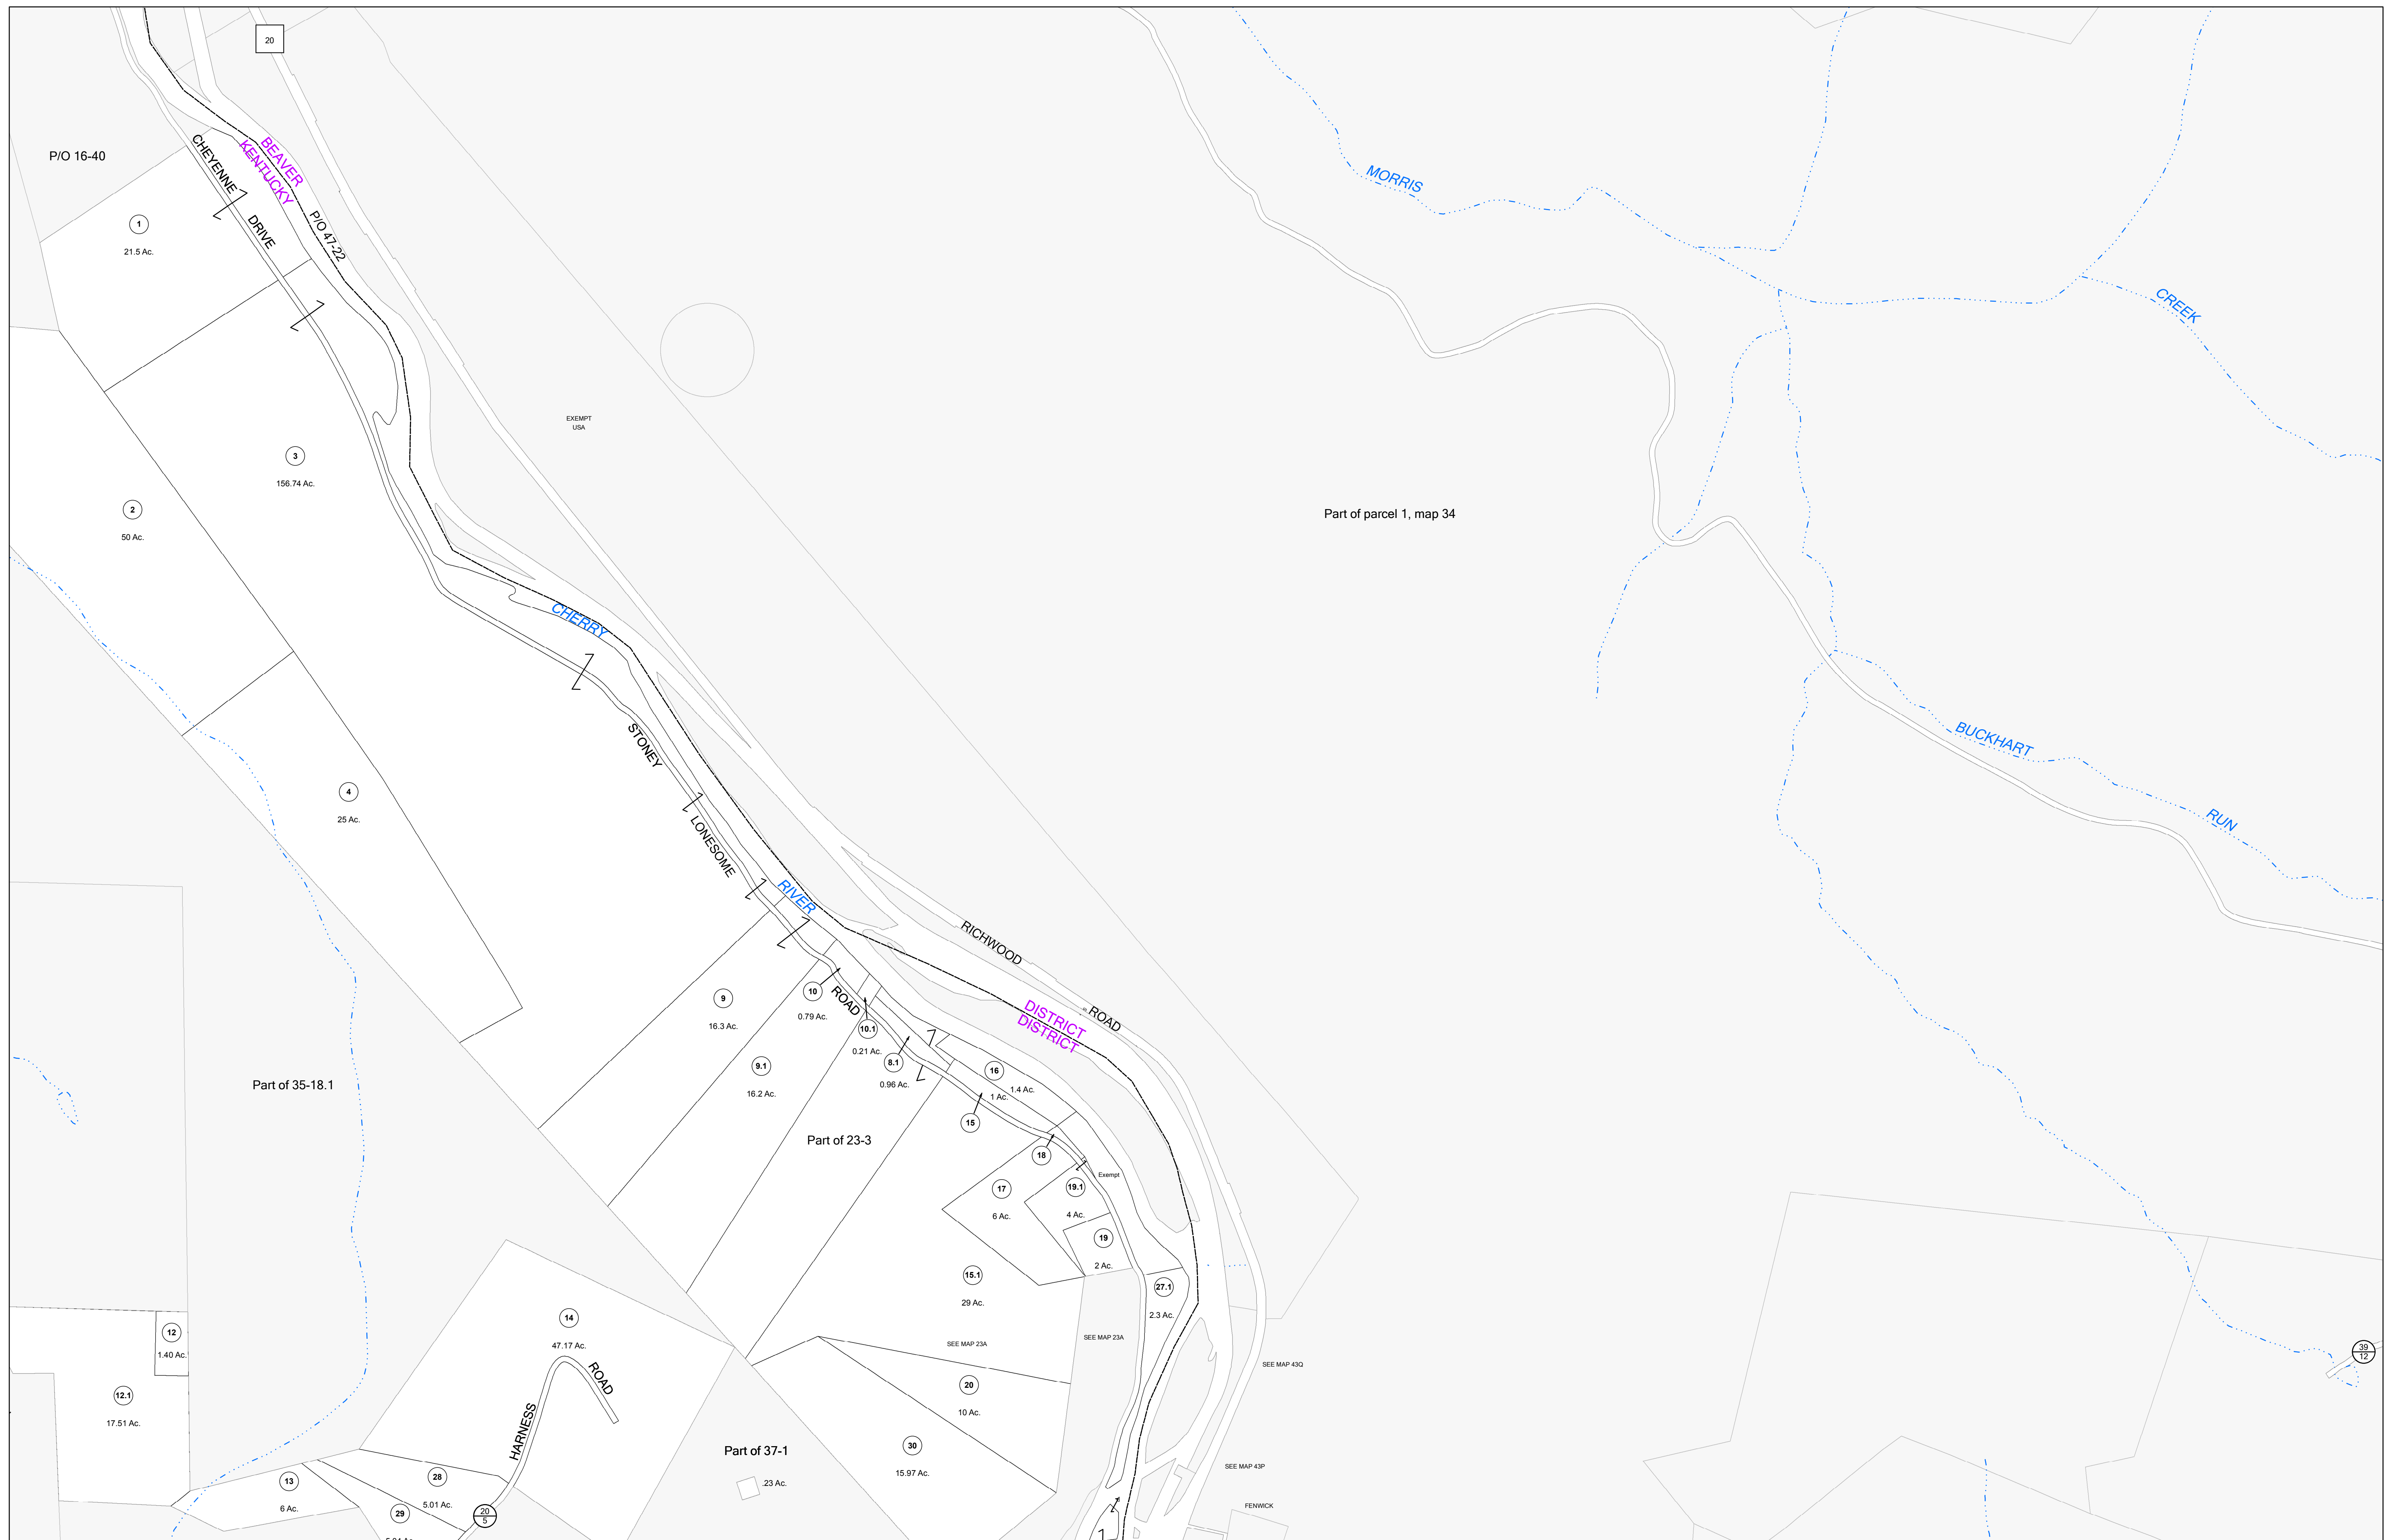 20
P/O 16-40
CHEYENNE
DRIVE
BEAVER
KENTUCKY
P/O 47-22
MORRIS
CREEK
1
21.5 Ac.
EXEMPT
USA
3
156.74 Ac.
2
50 Ac.
Part of parcel 1, map 34
CHERRY
RIVER
STONEY
LONESOME
ROAD
BUCKHART
RUN
4
25 Ac.
RICHWOOD
ROAD
DISTRICT
DISTRICT
9
16.3 Ac.
10
0.79 Ac.
10.1
0.21 Ac.
8.1
0.96 Ac.
9.1
16.2 Ac.
16
1.4 Ac.
1 Ac.
15
Part of 35-18.1
Part of 23-3
18
Exempt
17
6 Ac.
19.1
4 Ac.
19
2 Ac.
15.1
29 Ac.
27.1
2.3 Ac.
SEE MAP 23A
SEE MAP 23A
SEE MAP 43Q
12
1.40 Ac.
14
47.17 Ac.
HARNESS
ROAD
39
12
12.1
17.51 Ac.
20
10 Ac.
30
15.97 Ac.
Part of 37-1
.23 Ac.
SEE MAP 43P
FENWICK
13
6 Ac.
28
5.01 Ac.
29
20
5